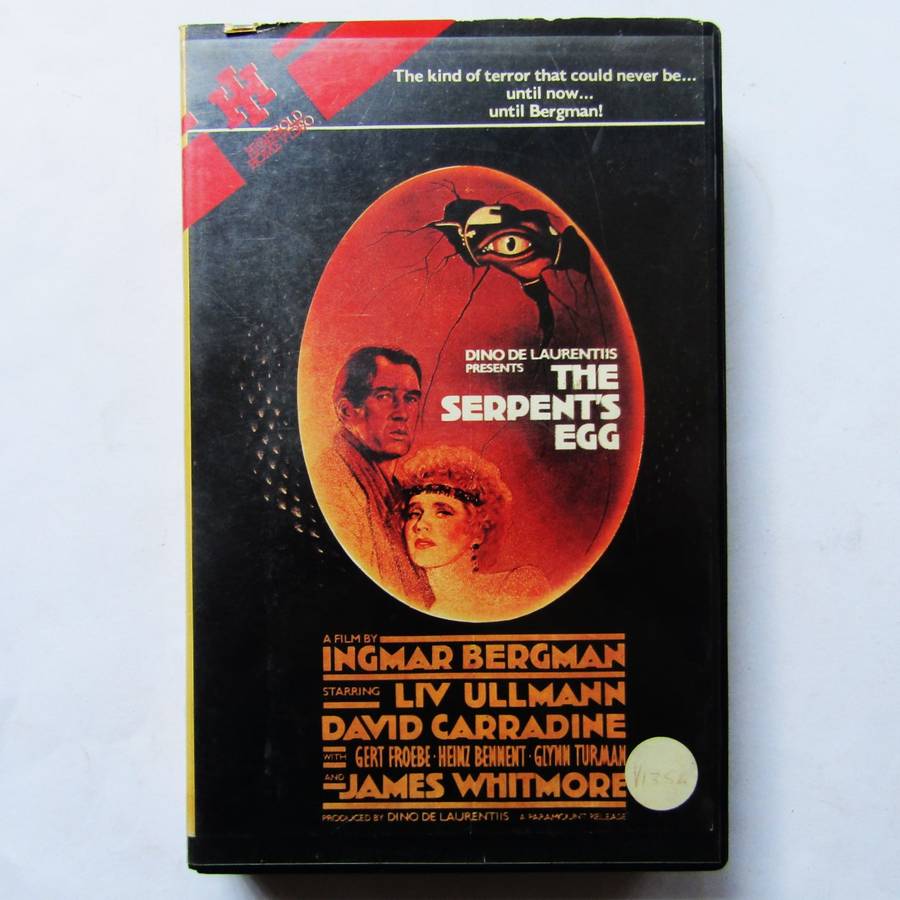 The kind of terror that could never be...
until now...
until Bergman!
HOME VIDEO
DINO DE LAURENTIIS
PRESENTS
THE
SERPENT'S
EGG
A FILM BY
INGMAR BERGMAN
STARRING LIV ULLMANN
DAVID CARRADINE
WITH GERT FROEBE · HEINZ BENNENT · GLYNN TURMAN
AND JAMES WHITMORE
PRODUCED BY DINO DE LAURENTIIS A PARAMOUNT RELEASE